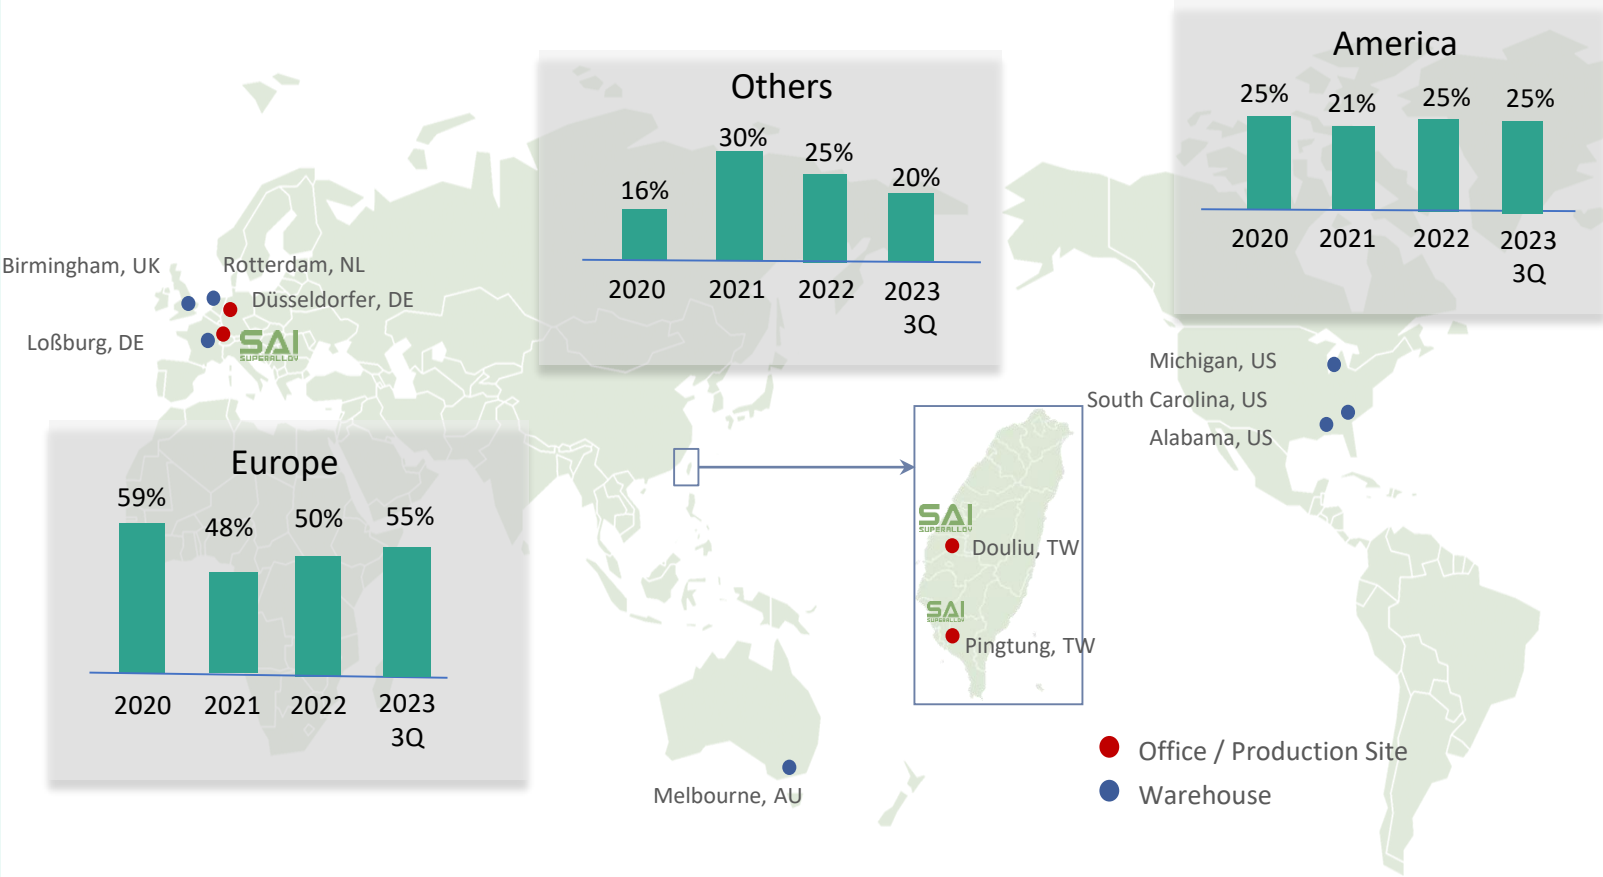 America
25%
21%
25%
25%
2020
2021
2022
2023
3Q
Others
16%
30%
25%
20%
2020
2021
2022
2023
3Q
Birmingham, UK
Rotterdam, NL
Düsseldorfer, DE
Loßburg, DE
SAI
SUPERALLOY
Europe
59%
48%
50%
55%
2020
2021
2022
2023
3Q
Michigan, US
South Carolina, US
Alabama, US
SAI
SUPERALLOY
Douliu, TW
SAI
SUPERALLOY
Pingtung, TW
Melbourne, AU
Office / Production Site
Warehouse